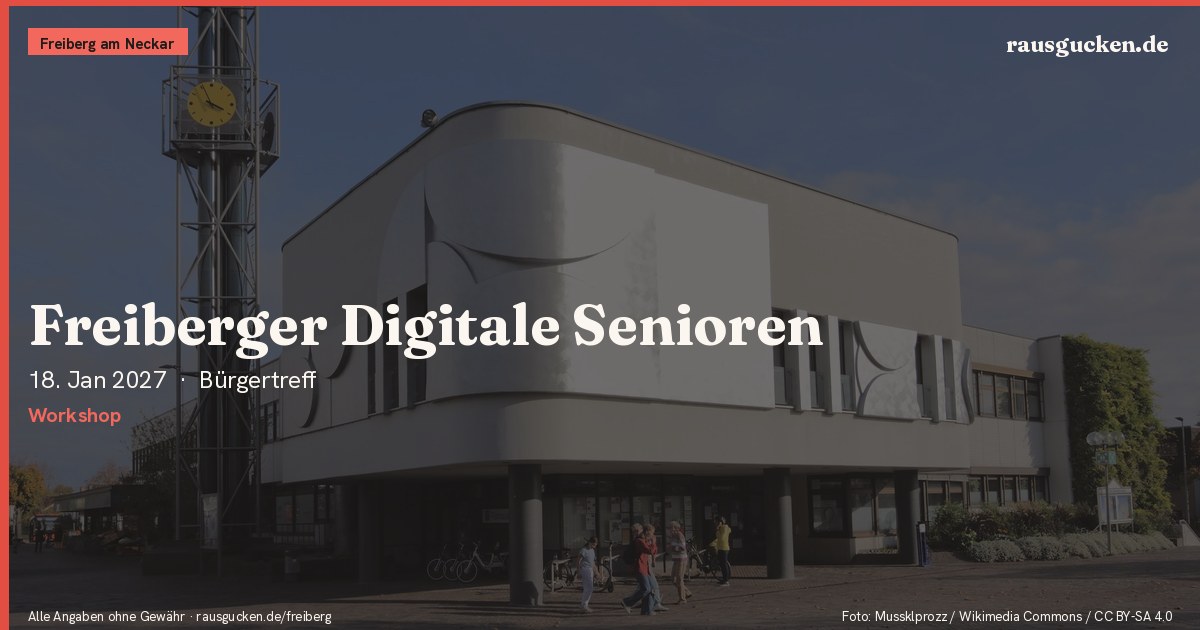 Freiberg am Neckar
rausgucken.de
Freiberger Digitale Senioren
18. Jan 2027 · Bürgertreff
Workshop
Alle Angaben ohne Gewähr · rausgucken.de/freiberg
Foto: Mussklprozz / Wikimedia Commons / CC BY-SA 4.0